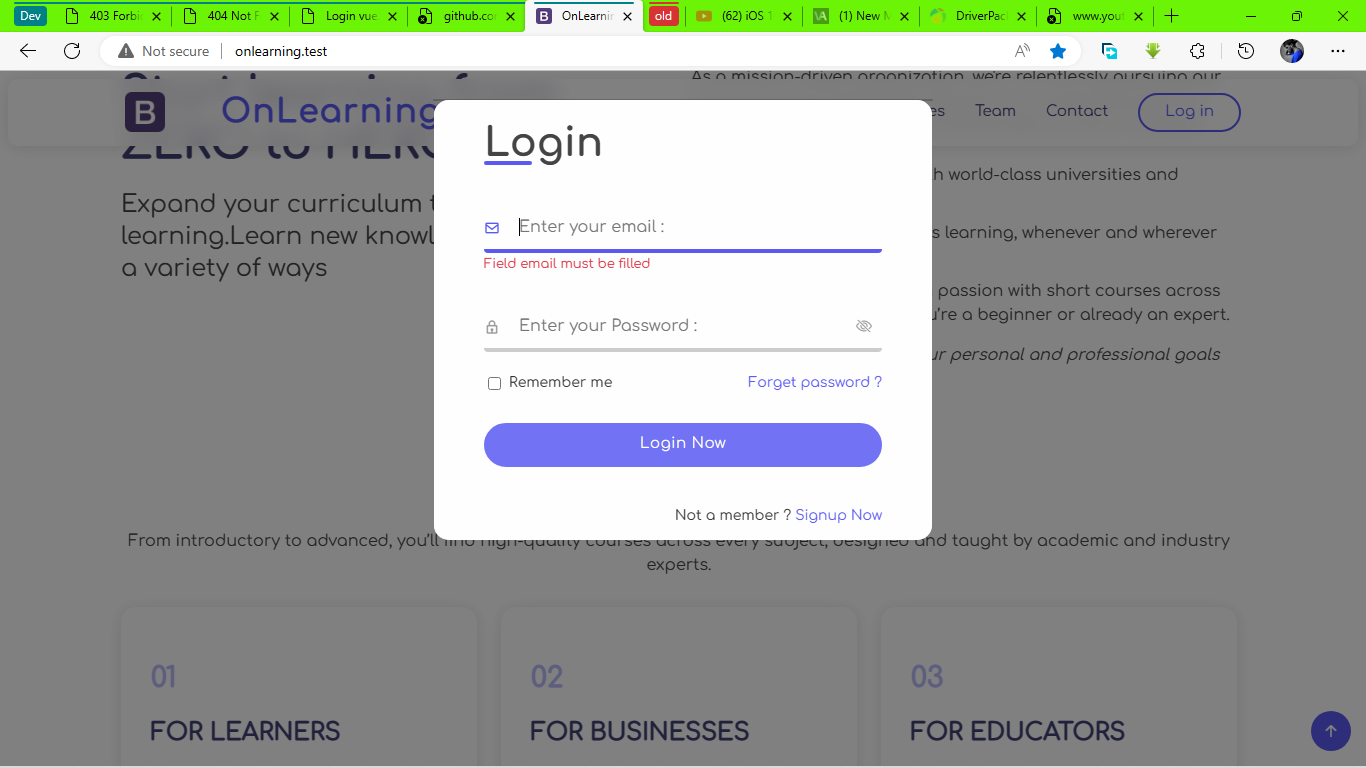 Dev
403 Forbi
404 Not F
Login vue
github.co
OnLearni
old
(62) iOS 1
(1) New M
DriverPac
www.yout
Not secure
onlearning.test
As a mission-driven organization, we're relentlessly pursuing our
B
OnLearning
es
Team
Contact
Log in
ZERO to HERO
Login
h world-class universities and
Expand your curriculum t
Enter your email :
s learning, whenever and wherever
learning.Learn new knowl
Field email must be filled
a variety of ways
passion with short courses across
u're a beginner or already an expert.
Enter your Password :
ur personal and professional goals
Remember me
Forget password ?
Login Now
Not a member ? Signup Now
From introductory to advanced, you'll find high-quality courses across every subject, designed and taught by academic and industry
experts.
01
02
03
FOR LEARNERS
FOR BUSINESSES
FOR EDUCATORS